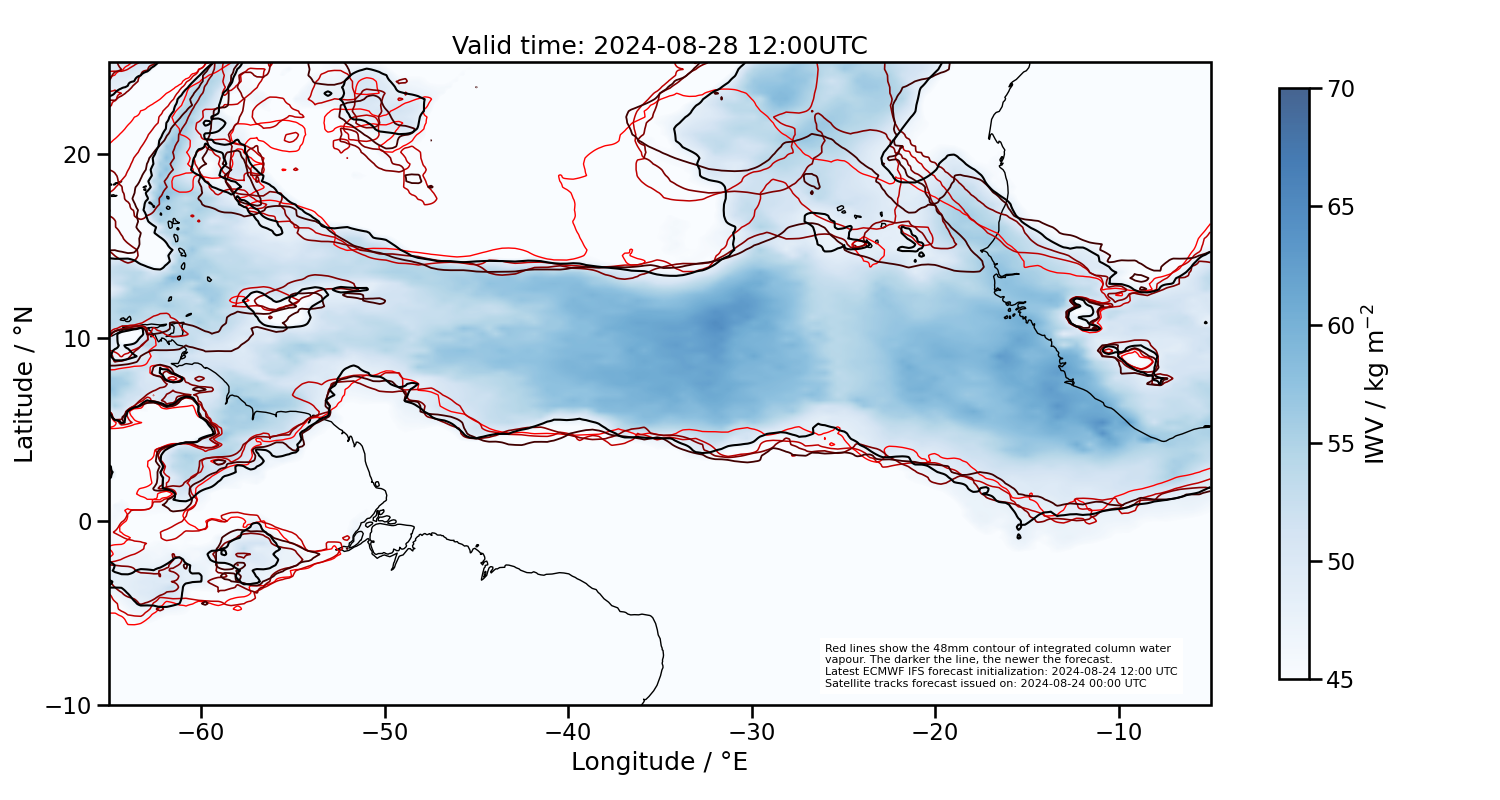 Valid time: 2024-08-28 12:00UTC
20
10
0
−10
Latitude / °N
−60
−50
−40
−30
−20
−10
Longitude / °E
Red lines show the 48mm contour of integrated column water
vapour. The darker the line, the newer the forecast.
Latest ECMWF IFS forecast initialization: 2024-08-24 12:00 UTC
Satellite tracks forecast issued on: 2024-08-24 00:00 UTC
70
65
60
55
50
45
IWV / kg m⁻²